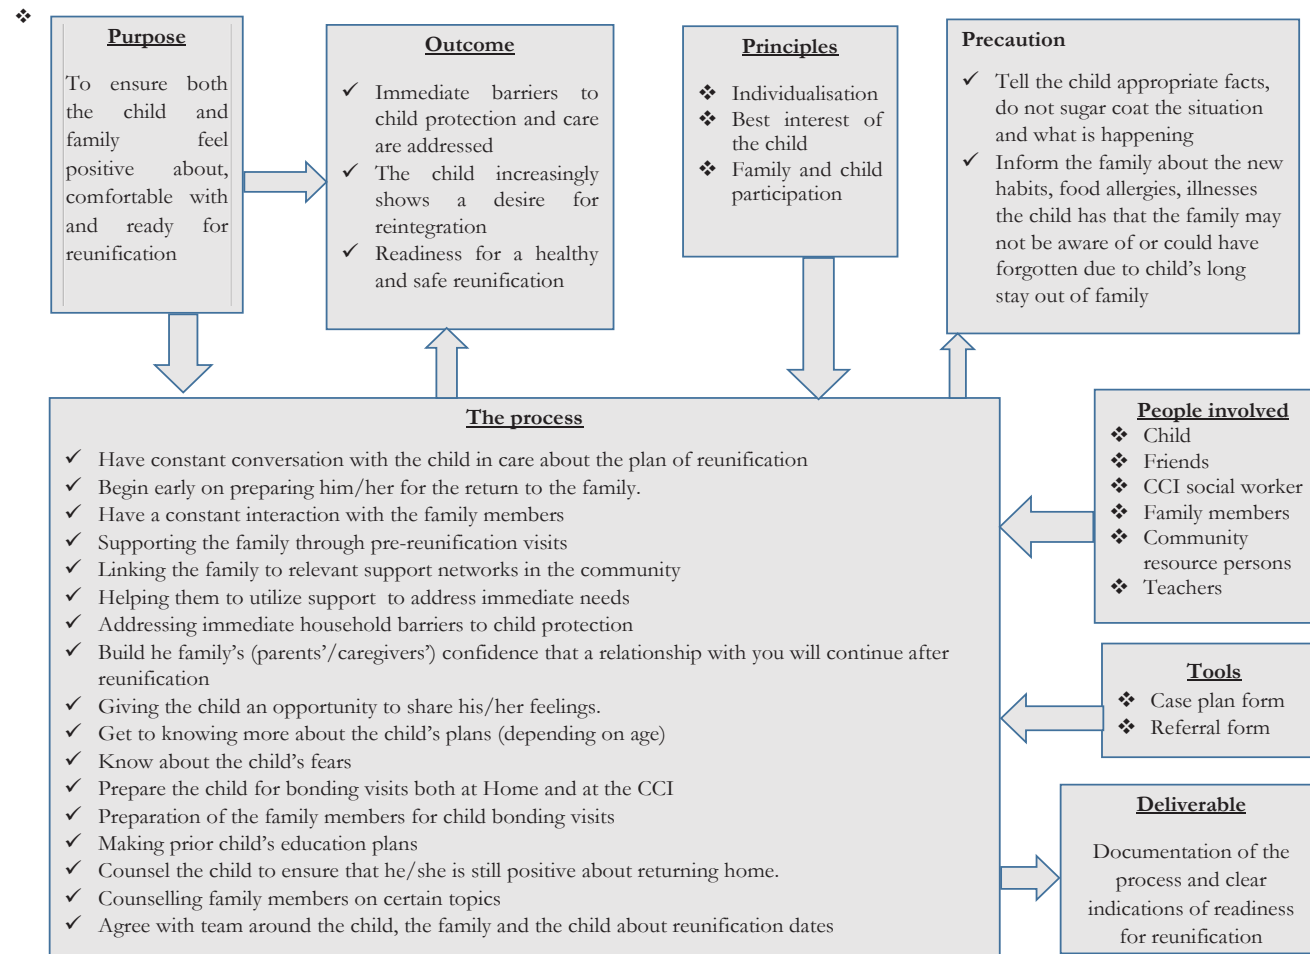 ❖
Purpose
To ensure both
the child and
family feel
positive about,
comfortable with
and ready for
reunification
Outcome
✓ Immediate barriers to
child protection and care
are addressed
✓ The child increasingly
shows a desire for
reintegration
✓ Readiness for a healthy
and safe reunification
Principles
❖ Individualisation
❖ Best interest of
the child
❖ Family and child
participation
Precaution
✓ Tell the child appropriate facts,
do not sugar coat the situation
and what is happening
✓ Inform the family about the new
habits, food allergies, illnesses
the child has that the family may
not be aware of or could have
forgotten due to child’s long
stay out of family
The process
✓ Have constant conversation with the child in care about the plan of reunification
✓ Begin early on preparing him/her for the return to the family.
✓ Have a constant interaction with the family members
✓ Supporting the family through pre-reunification visits
✓ Linking the family to relevant support networks in the community
✓ Helping them to utilize support to address immediate needs
✓ Addressing immediate household barriers to child protection
✓ Build he family’s (parents’/caregivers’) confidence that a relationship with you will continue after
reunification
✓ Giving the child an opportunity to share his/her feelings.
✓ Get to knowing more about the child’s plans (depending on age)
✓ Know about the child’s fears
✓ Prepare the child for bonding visits both at Home and at the CCI
✓ Preparation of the family members for child bonding visits
✓ Making prior child’s education plans
✓ Counsel the child to ensure that he/she is still positive about returning home.
✓ Counselling family members on certain topics
✓ Agree with team around the child, the family and the child about reunification dates
People involved
❖ Child
❖ Friends
❖ CCI social worker
❖ Family members
❖ Community
resource persons
❖ Teachers
Tools
❖ Case plan form
❖ Referral form
Deliverable
Documentation of the
process and clear
indications of readiness
for reunification